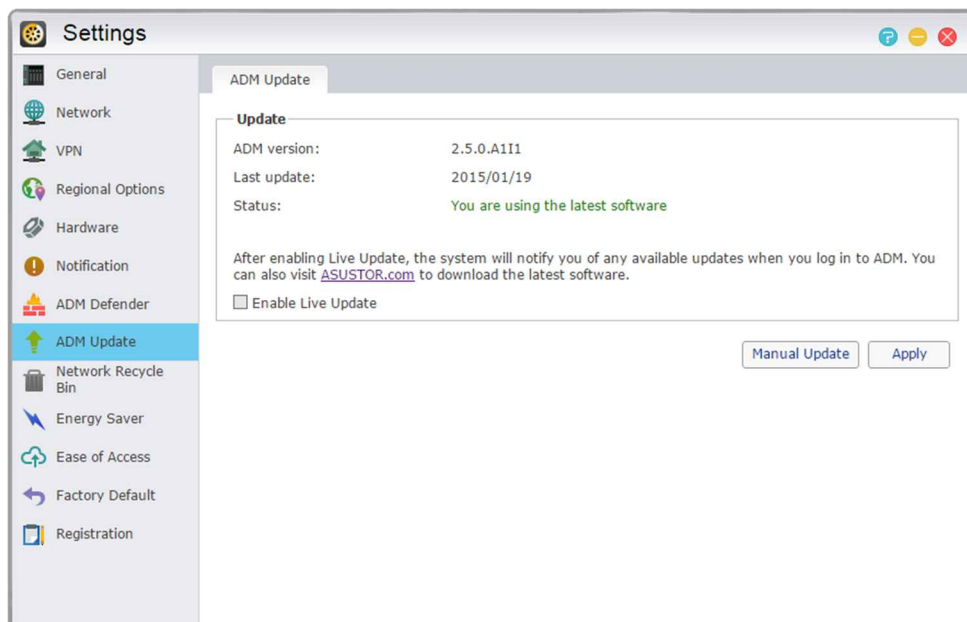 Settings
General
Network
VPN
Regional Options
Hardware
Notification
ADM Defender
ADM Update
Network Recycle
Bin
Energy Saver
Ease of Access
Factory Default
Registration
ADM Update
Update
ADM version: 2.5.0.A1I1
Last update: 2015/01/19
Status: You are using the latest software
After enabling Live Update, the system will notify you of any available updates when you log in to ADM. You
can also visit ASUSTOR.com to download the latest software.
Enable Live Update
Manual Update Apply